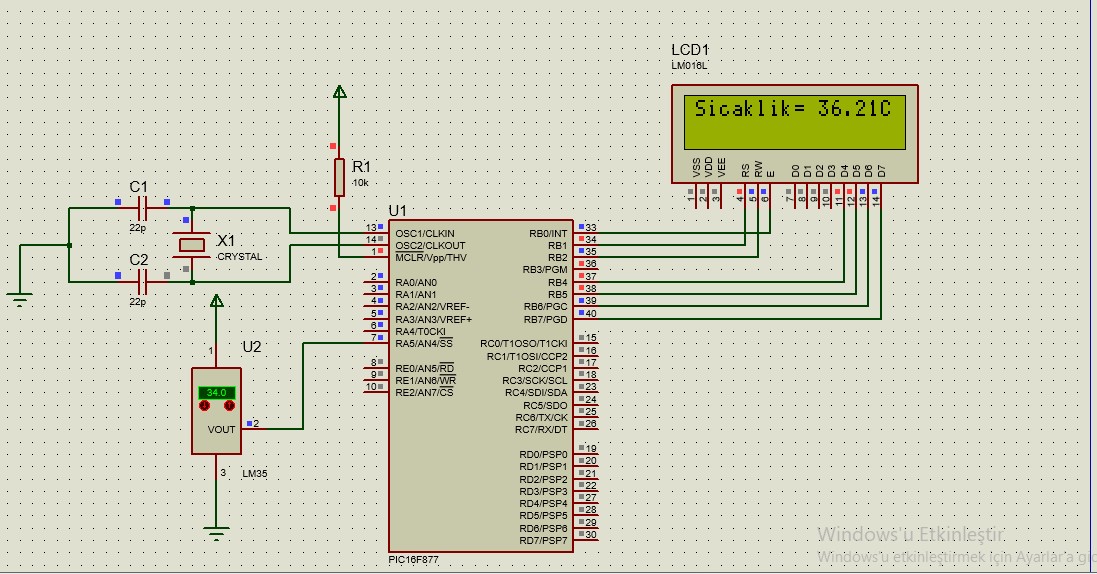 LCD1
LM016L
Sicaklik= 36.21C
VSS VDD VEE RS RW E D0 D1 D2 D3 D4 D5 D6 D7
1 2 3 4 5 6 7 8 9 10 11 12 13 14
R1
10k
C1
22p
X1
CRYSTAL
C2
22p
U1
13 OSC1/CLKIN RB0/INT 33
14 OSC2/CLKOUT RB1 34
1 MCLR/Vpp/THV RB2 35
RB3/PGM 36
2 RA0/AN0 RB4 37
3 RA1/AN1 RB5 38
4 RA2/AN2/VREF- RB6/PGC 39
5 RA3/AN3/VREF+ RB7/PGD 40
6 RA4/T0CKI
7 RA5/AN4/SS RC0/T1OSO/T1CKI 15
RC1/T1OSI/CCP2 16
8 RE0/AN5/RD RC2/CCP1 17
9 RE1/AN6/WR RC3/SCK/SCL 18
10 RE2/AN7/CS RC4/SDI/SDA 23
RC5/SDO 24
RC6/TX/CK 25
RC7/RX/DT 26
RD0/PSP0 19
RD1/PSP1 20
RD2/PSP2 21
RD3/PSP3 22
RD4/PSP4 27
RD5/PSP5 28
RD6/PSP6 29
RD7/PSP7 30
PIC16F877
U2
1
34.0
VOUT 2
3
LM35
Windows'u Etkinleştir
Windows'u etkinleştirmek için Ayarlar'a gi